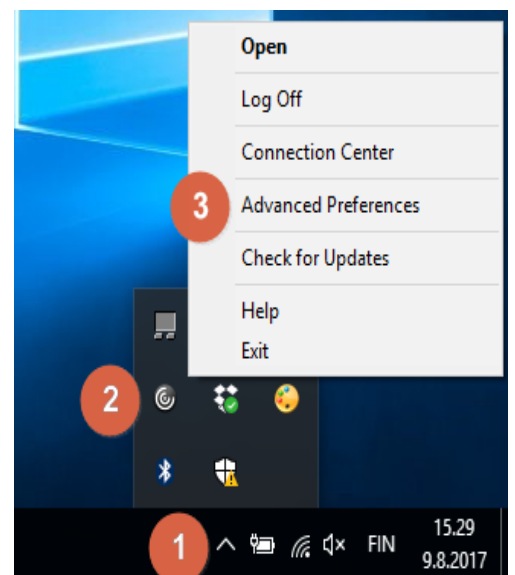 Open
Log Off
Connection Center
3
Advanced Preferences
Check for Updates
Help
Exit
2
1
FIN
15.29
9.8.2017